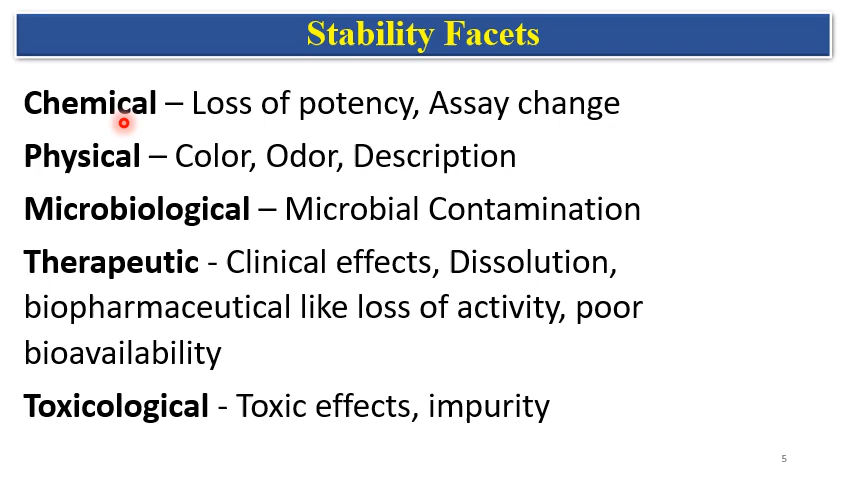 Stability Facets
Chemical – Loss of potency, Assay change
Physical – Color, Odor, Description
Microbiological – Microbial Contamination
Therapeutic - Clinical effects, Dissolution,
biopharmaceutical like loss of activity, poor
bioavailability
Toxicological - Toxic effects, impurity
5